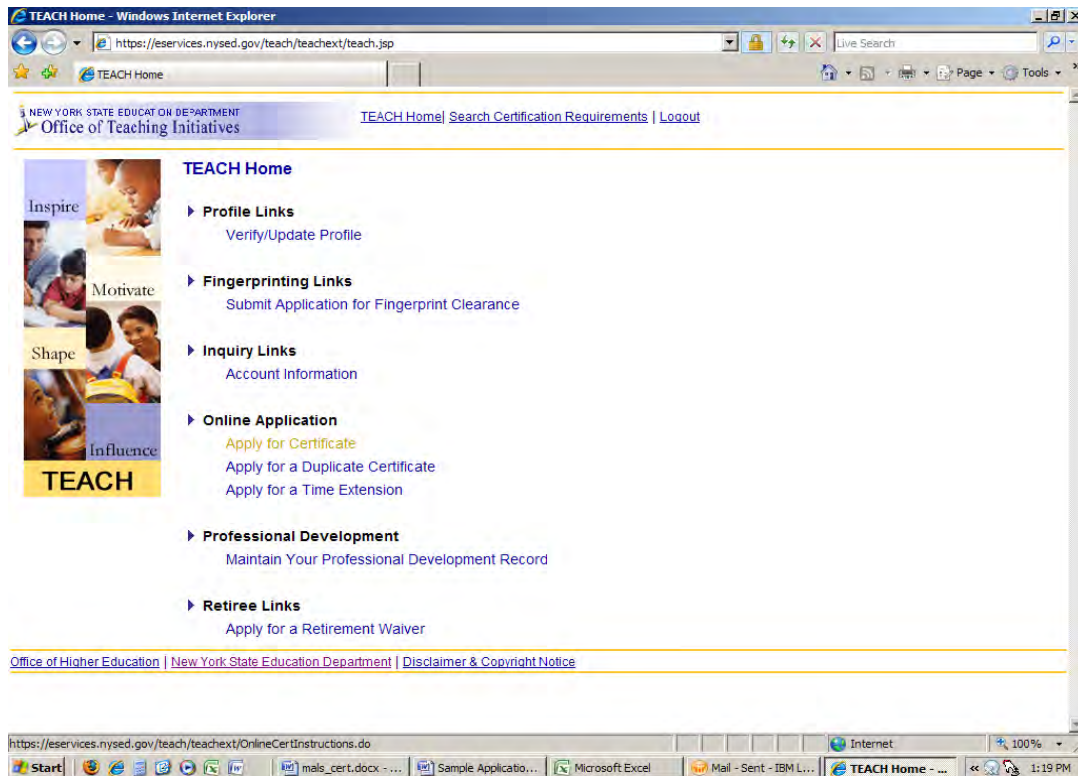 TEACH Home - Windows Internet Explorer
https://eservices.nysed.gov/teach/teachext/teach.jsp
Live Search
TEACH Home
Page
Tools
NEW YORK STATE EDUCATION DEPARTMENT
Office of Teaching Initiatives
TEACH Home| Search Certification Requirements | Logout
TEACH Home
Inspire
Motivate
Shape
Influence
TEACH
Profile Links
Verify/Update Profile
Fingerprinting Links
Submit Application for Fingerprint Clearance
Inquiry Links
Account Information
Online Application
Apply for Certificate
Apply for a Duplicate Certificate
Apply for a Time Extension
Professional Development
Maintain Your Professional Development Record
Retiree Links
Apply for a Retirement Waiver
Office of Higher Education | New York State Education Department | Disclaimer & Copyright Notice
https://eservices.nysed.gov/teach/teachext/OnlineCertInstructions.do
Internet
100%
Start
mals_cert.docx - ...
Sample Applicatio...
Microsoft Excel
Mail - Sent - IBM L...
TEACH Home - ...
1:19 PM